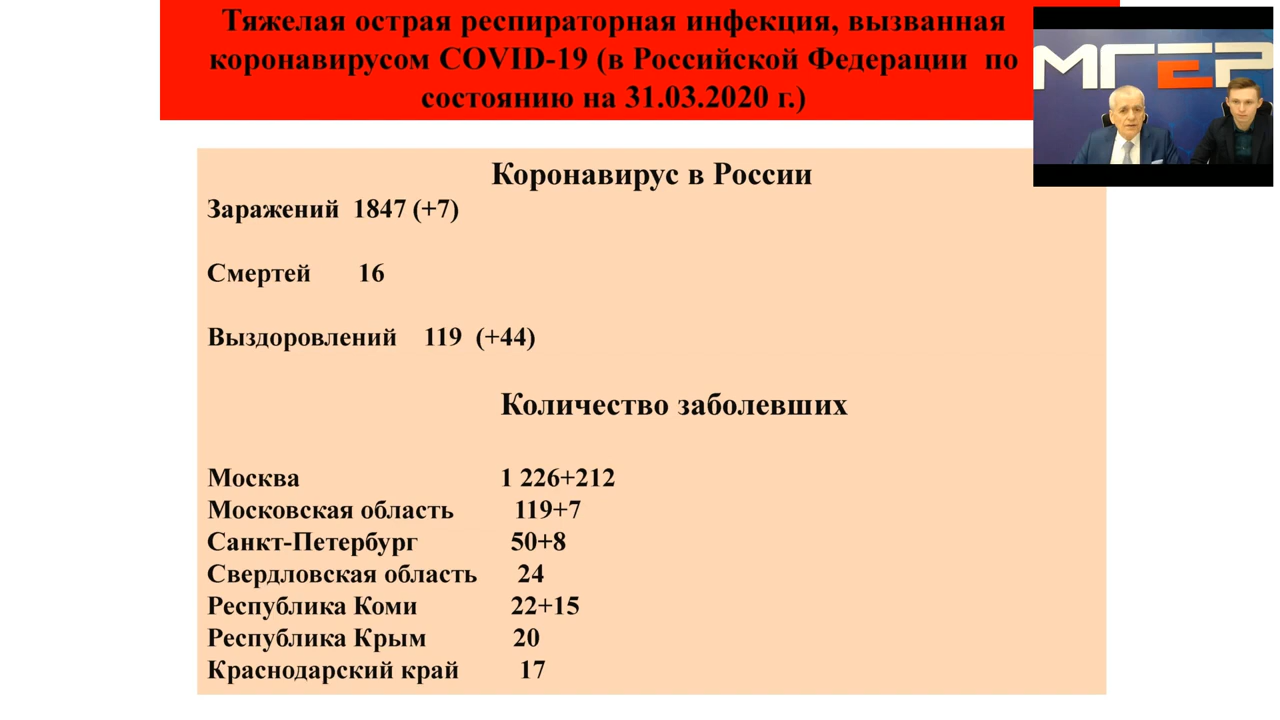 Тяжелая острая респираторная инфекция, вызванная
коронавирусом COVID-19 (в Российской Федерации по
состоянию на 31.03.2020 г.)
МГЕР
Коронавирус в России
Заражений 1847 (+7)
Смертей 16
Выздоровлений 119 (+44)
Количество заболевших
Москва 1 226+212
Московская область 119+7
Санкт-Петербург 50+8
Свердловская область 24
Республика Коми 22+15
Республика Крым 20
Краснодарский край 17